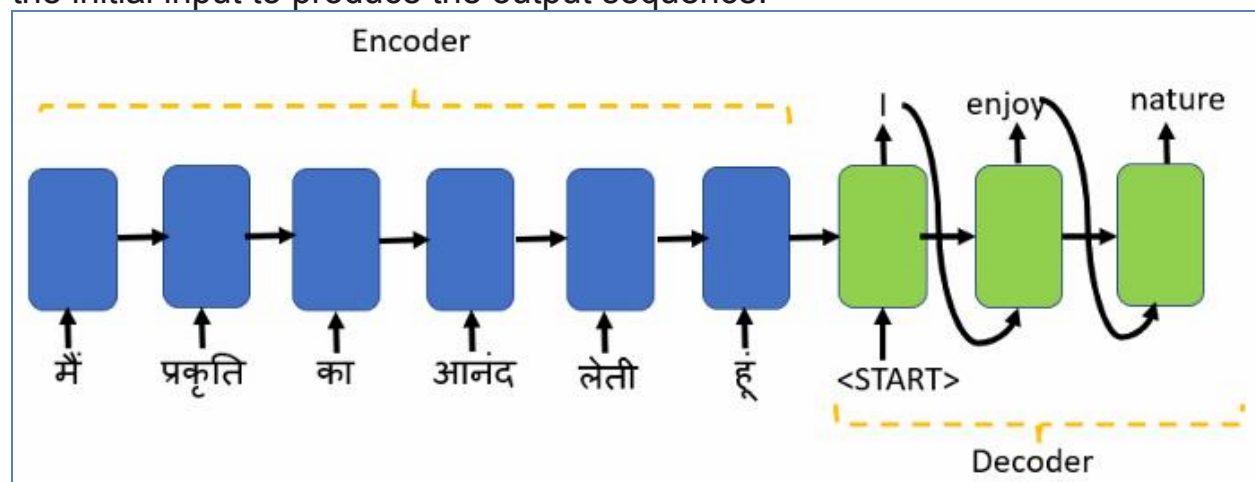 the initial input to produce the output sequence.
Encoder
I enjoy nature
मैं प्रकृति का आनंद लेती हूं <START>
Decoder